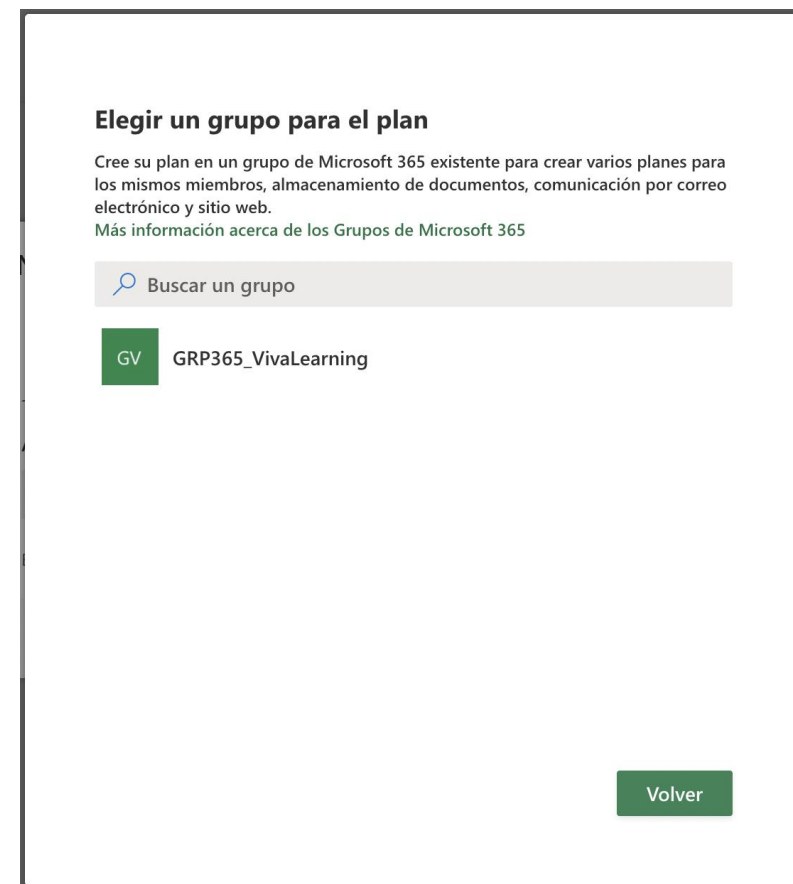 Elegir un grupo para el plan
Cree su plan en un grupo de Microsoft 365 existente para crear varios planes para
los mismos miembros, almacenamiento de documentos, comunicación por correo
electrónico y sitio web.
Más información acerca de los Grupos de Microsoft 365
Buscar un grupo
GV GRP365_VivaLearning
Volver